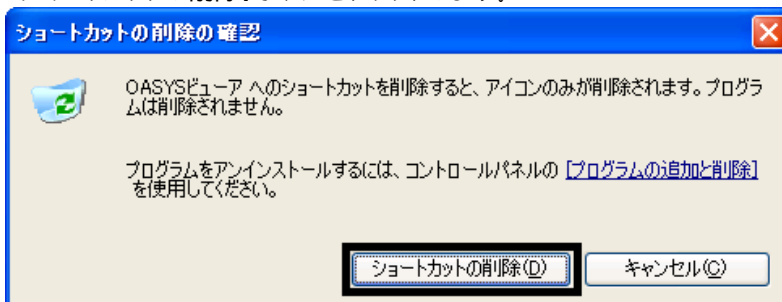 ショートカットの削除の確認
OASYSビューア へのショートカットを削除すると、アイコンのみが削除されます。プログラ
ムは削除されません。
プログラムをアンインストールするには、コントロールパネルの [プログラムの追加と削除]
を使用してください。
ショートカットの削除(D)
キャンセル(C)